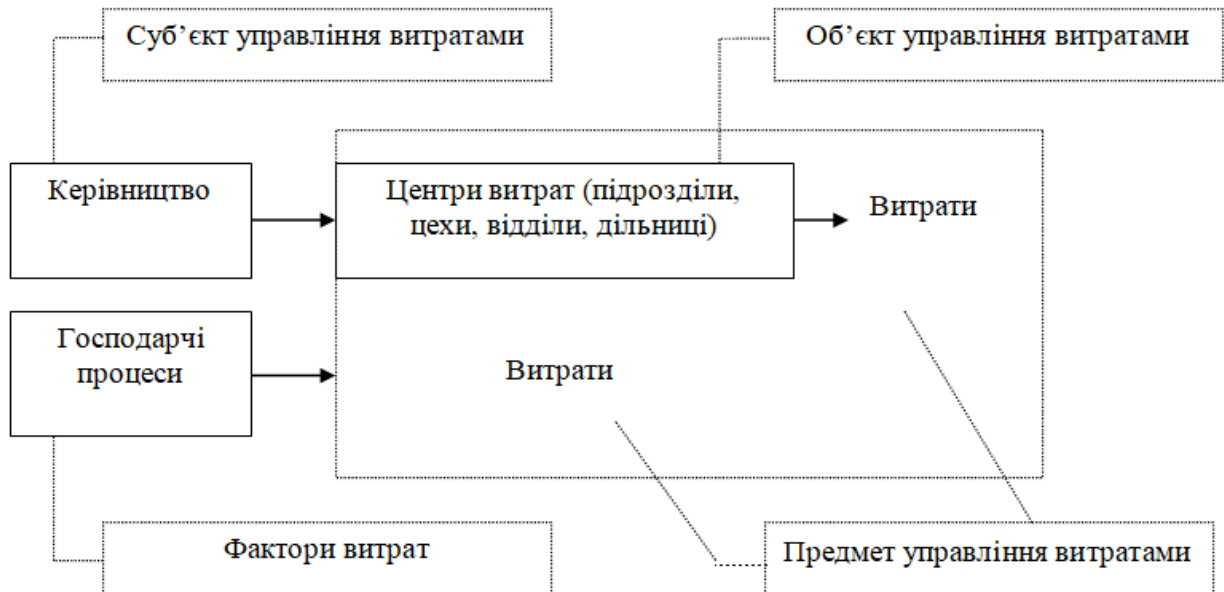 Суб’єкт управління витратами
Об’єкт управління витратами
Керівництво
Центри витрат (підрозділи,
цехи, відділи, дільниці)
Витрати
Господарчі
процеси
Витрати
Фактори витрат
Предмет управління витратами